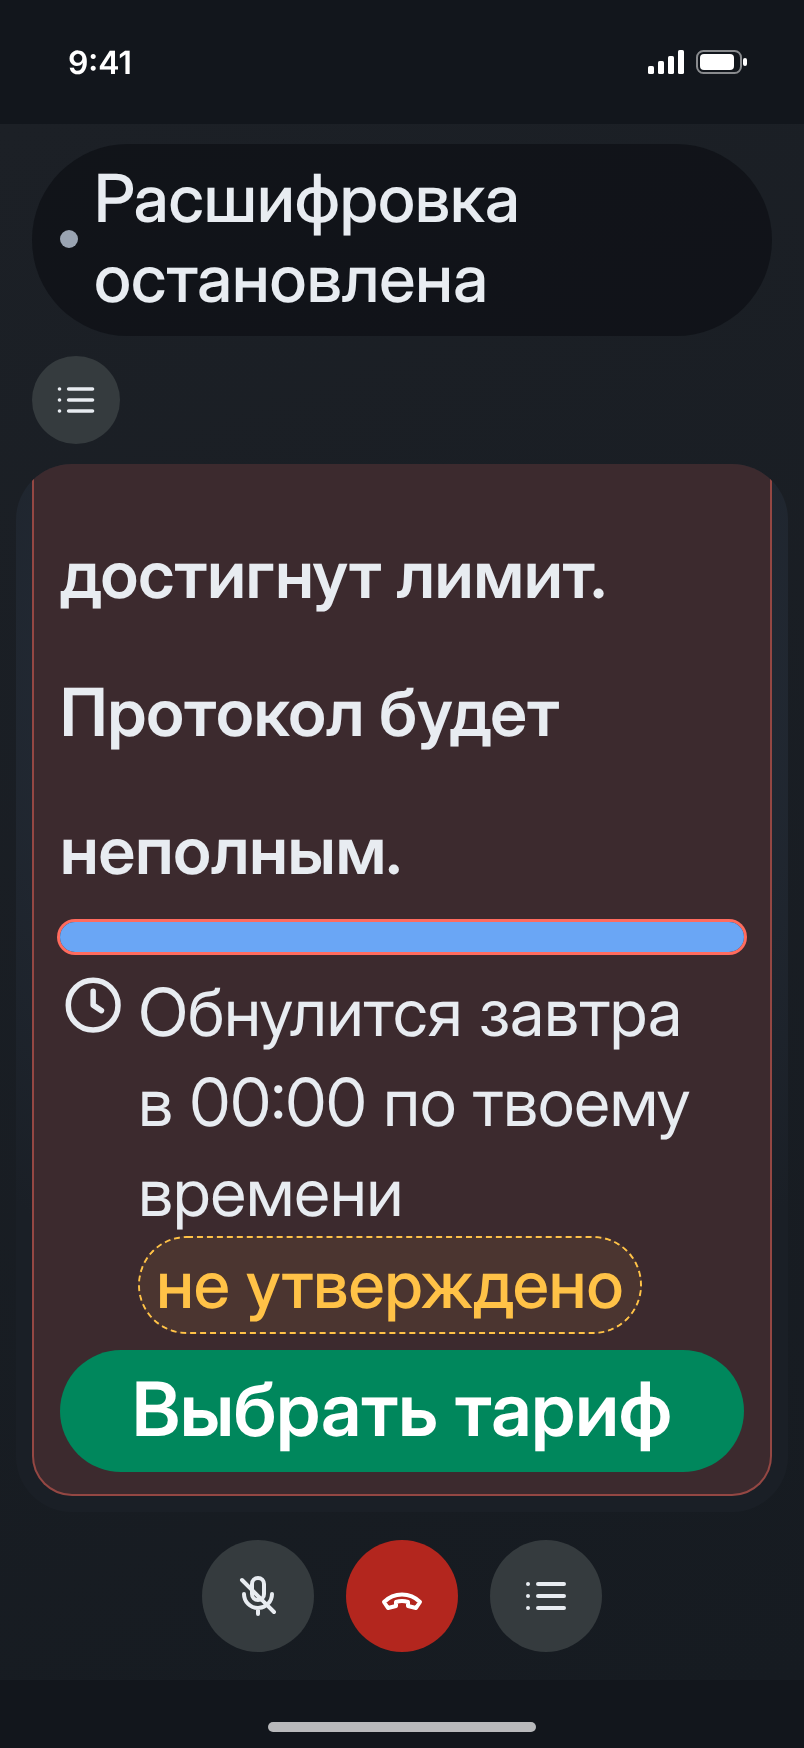 9:41
Расшифровка
остановлена
достигнут лимит.
Протокол будет
неполным.
Обнулится завтра
в 00:00 по твоему
времени
не утверждено
Выбрать тариф